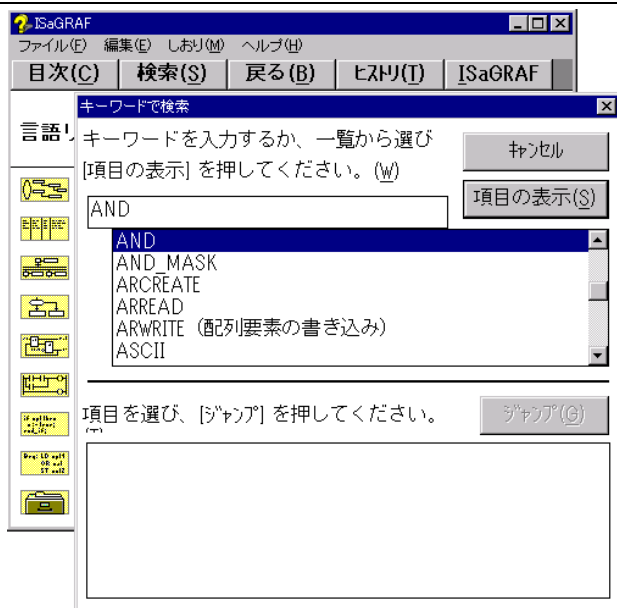 ISaGRAF
ファイル(F) 編集(E) しおり(M) ヘルプ(H)
目次(C) 検索(S) 戻る(B) ヒストリ(T) ISaGRAF
言語リ
キーワードで検索
キーワードを入力するか、一覧から選び
[項目の表示] を押してください。(W)
キャンセル
項目の表示(S)
AND
AND
AND_MASK
ARCREATE
ARREAD
ARWRITE (配列要素の書き込み)
ASCII
項目を選び、[ジャンプ] を押してください。
ジャンプ(G)